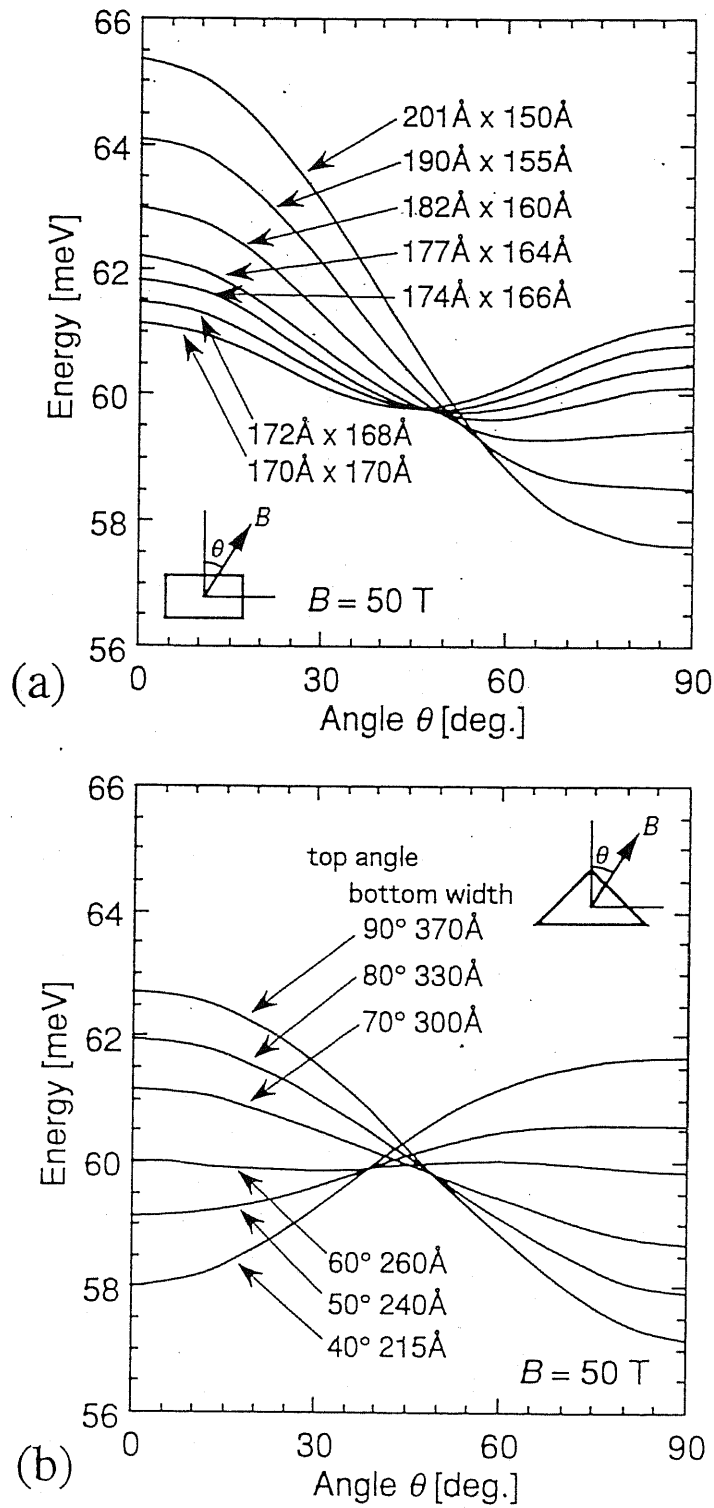 66
64
62
60
58
56
Energy [meV]
201Å x 150Å
190Å x 155Å
182Å x 160Å
177Å x 164Å
174Å x 166Å
172Å x 168Å
170Å x 170Å
B
θ
B = 50 T
0
30
60
90
(a)
Angle θ [deg.]
66
64
62
60
58
56
Energy [meV]
top angle
bottom width
90° 370Å
80° 330Å
70° 300Å
B
θ
60° 260Å
50° 240Å
40° 215Å
B = 50 T
0
30
60
90
(b)
Angle θ [deg.]